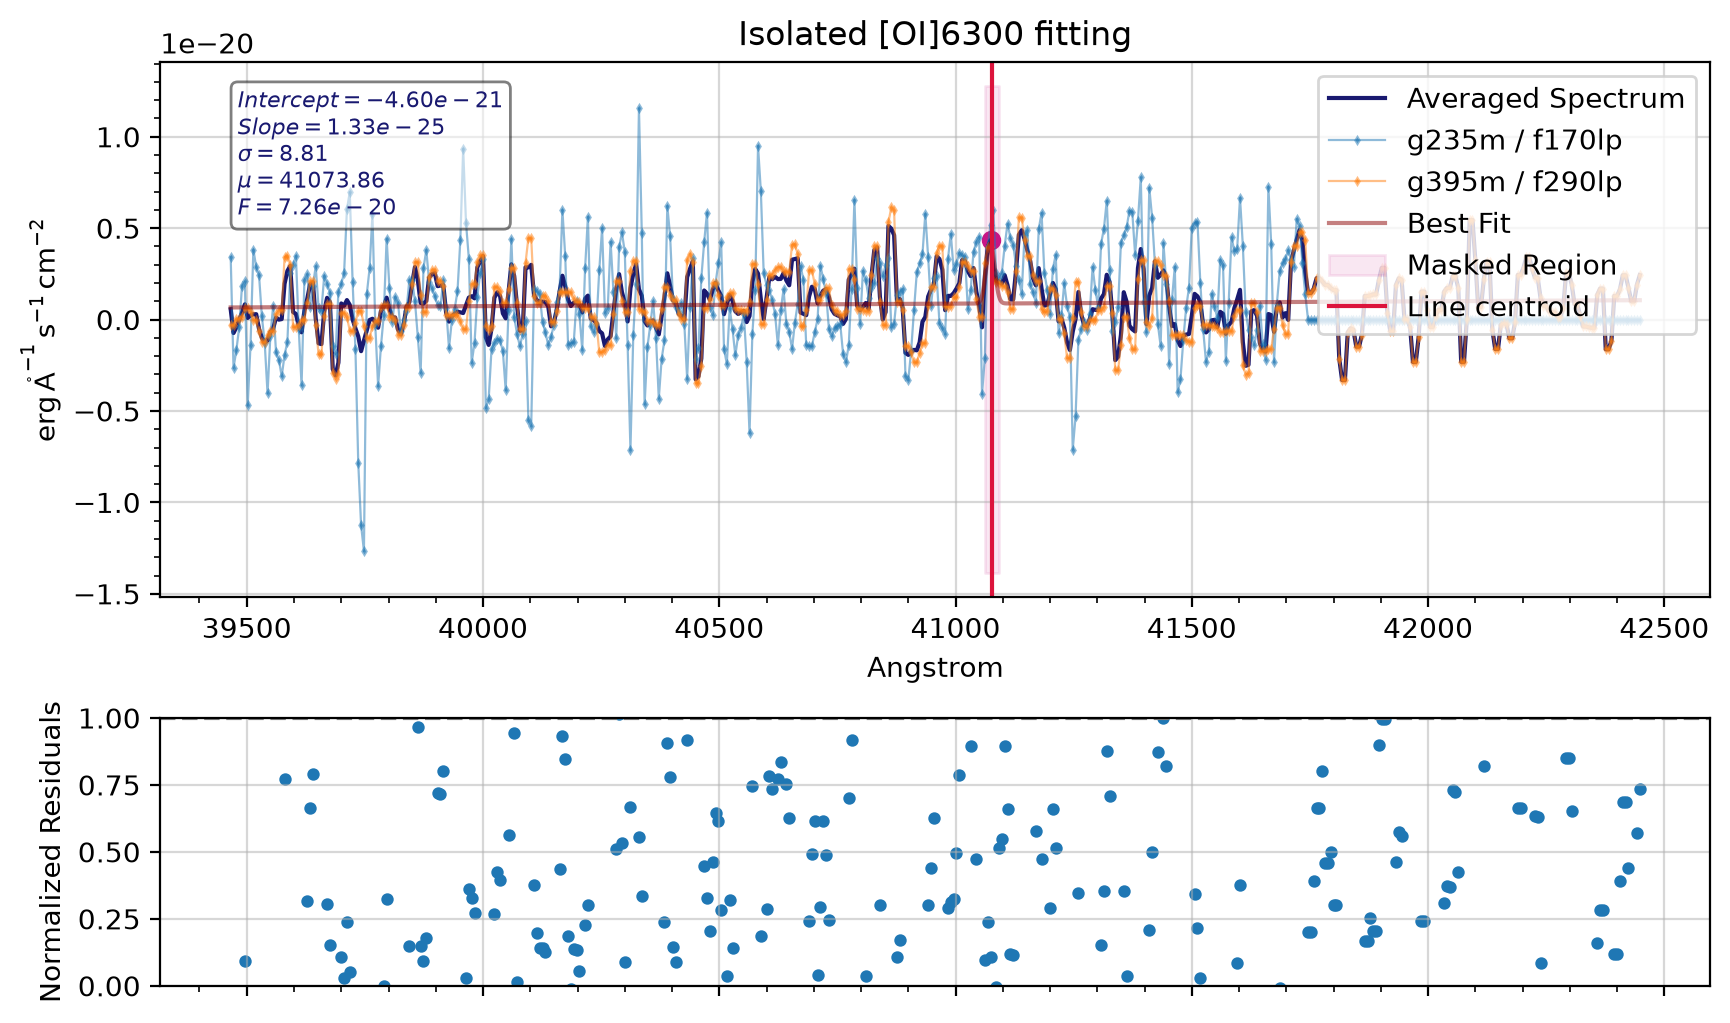 Isolated [OI]6300 fitting
1e−20
Intercept = −4.60e − 21
Slope = 1.33e − 25
σ = 8.81
μ = 41073.86
F = 7.26e − 20
Averaged Spectrum
g235m / f170lp
g395m / f290lp
Best Fit
Masked Region
Line centroid
1.0
0.5
0.0
−0.5
−1.0
−1.5
erg Å⁻¹ s⁻¹ cm⁻²
39500 40000 40500 41000 41500 42000 42500
Angstrom
1.00
0.75
0.50
0.25
0.00
Normalized Residuals